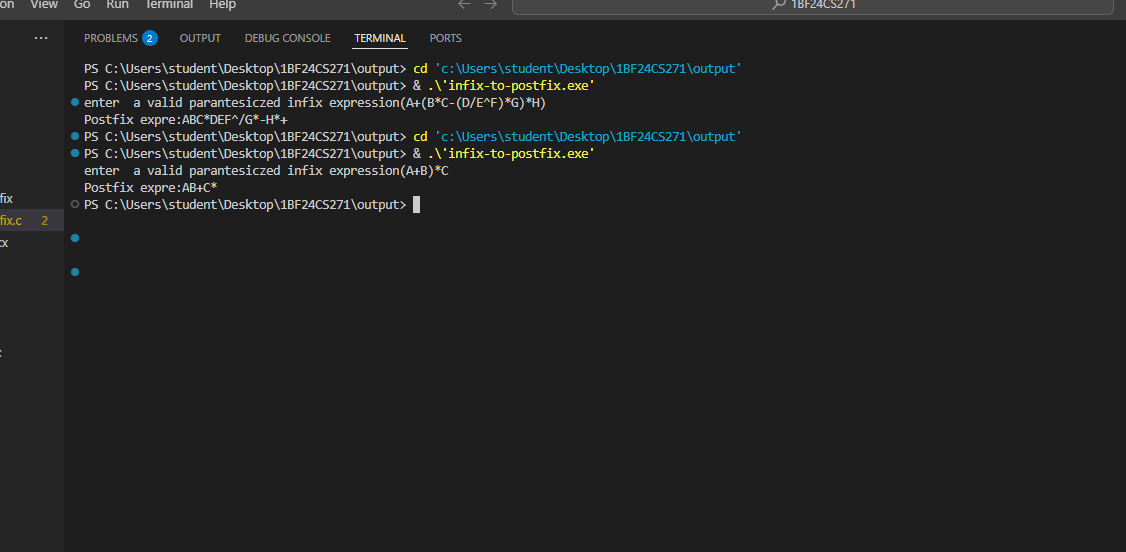 on View Go Run Terminal Help 1BF24CS271
... PROBLEMS 2 OUTPUT DEBUG CONSOLE TERMINAL PORTS
PS C:\Users\student\Desktop\1BF24CS271\output> cd 'c:\Users\student\Desktop\1BF24CS271\output'
PS C:\Users\student\Desktop\1BF24CS271\output> & .\'infix-to-postfix.exe'
enter  a valid parantesiczed infix expression(A+(B*C-(D/E^F)*G)*H)
Postfix expre:ABC*DEF^/G*-H*+
PS C:\Users\student\Desktop\1BF24CS271\output> cd 'c:\Users\student\Desktop\1BF24CS271\output'
PS C:\Users\student\Desktop\1BF24CS271\output> & .\'infix-to-postfix.exe'
enter  a valid parantesiczed infix expression(A+B)*C
Postfix expre:AB+C*
PS C:\Users\student\Desktop\1BF24CS271\output>
fix
fix.c 2